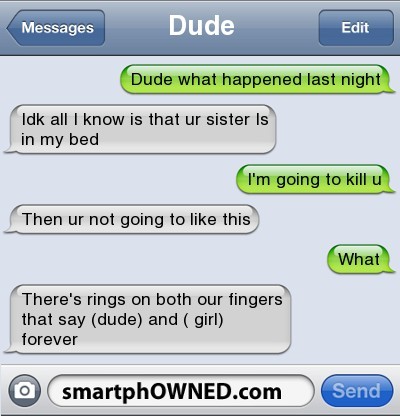 Messages
Dude
Edit
Dude what happened last night
Idk all I know is that ur sister Is
in my bed
I'm going to kill u
Then ur not going to like this
What
There's rings on both our fingers
that say (dude) and ( girl)
forever
smartphOWNED.com
Send